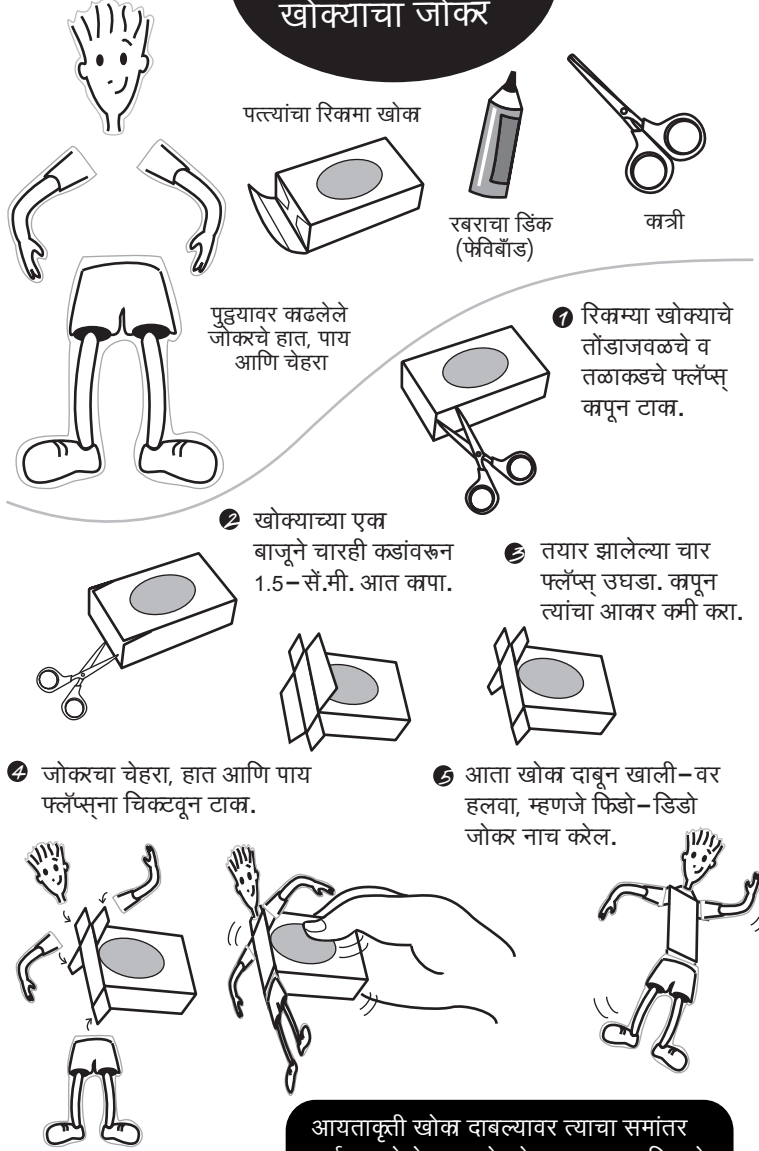 खोक्याचा जोकर
पत्त्यांचा रिकामा खोका
रबराचा डिंक
(फेविबाँड)
कात्री
पुठ्ठयावर काढलेले
जोकरचे हात, पाय
आणि चेहरा
1 रिकाम्या खोक्याचे
तोंडाजवळचे व
तळाकडचे फ्लॅप्स्
कापून टाका.
2 खोक्याच्या एका
बाजूने चारही कडांवरून
1.5–सें.मी. आत कापा.
3 तयार झालेल्या चार
फ्लॅप्स् उघडा. कापून
त्यांचा आकार कमी करा.
4 जोकरचा चेहरा, हात आणि पाय
फ्लॅप्स्ना चिकटवून टाका.
5 आता खोका दाबून खाली–वर
हलवा, म्हणजे फिडो–डिडो
जोकर नाच करेल.
आयताकृती खोका दाबल्यावर त्याचा समांतर